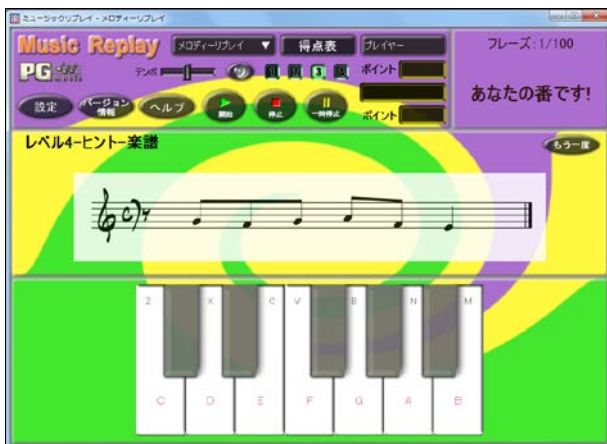 ミュージックリプレイ・メロディーリプレイ
Music Replay
メロディーリプレイ
得点表
プレイヤー
フレーズ:1/100
PG music
テンポ
1 2 3 4
ポイント
あなたの番です!
設定
バージョン情報
ヘルプ
開始
停止
一時停止
ポイント
レベル4-ヒント-楽譜
もう一度
Z X C V B N M
C D E F G A B